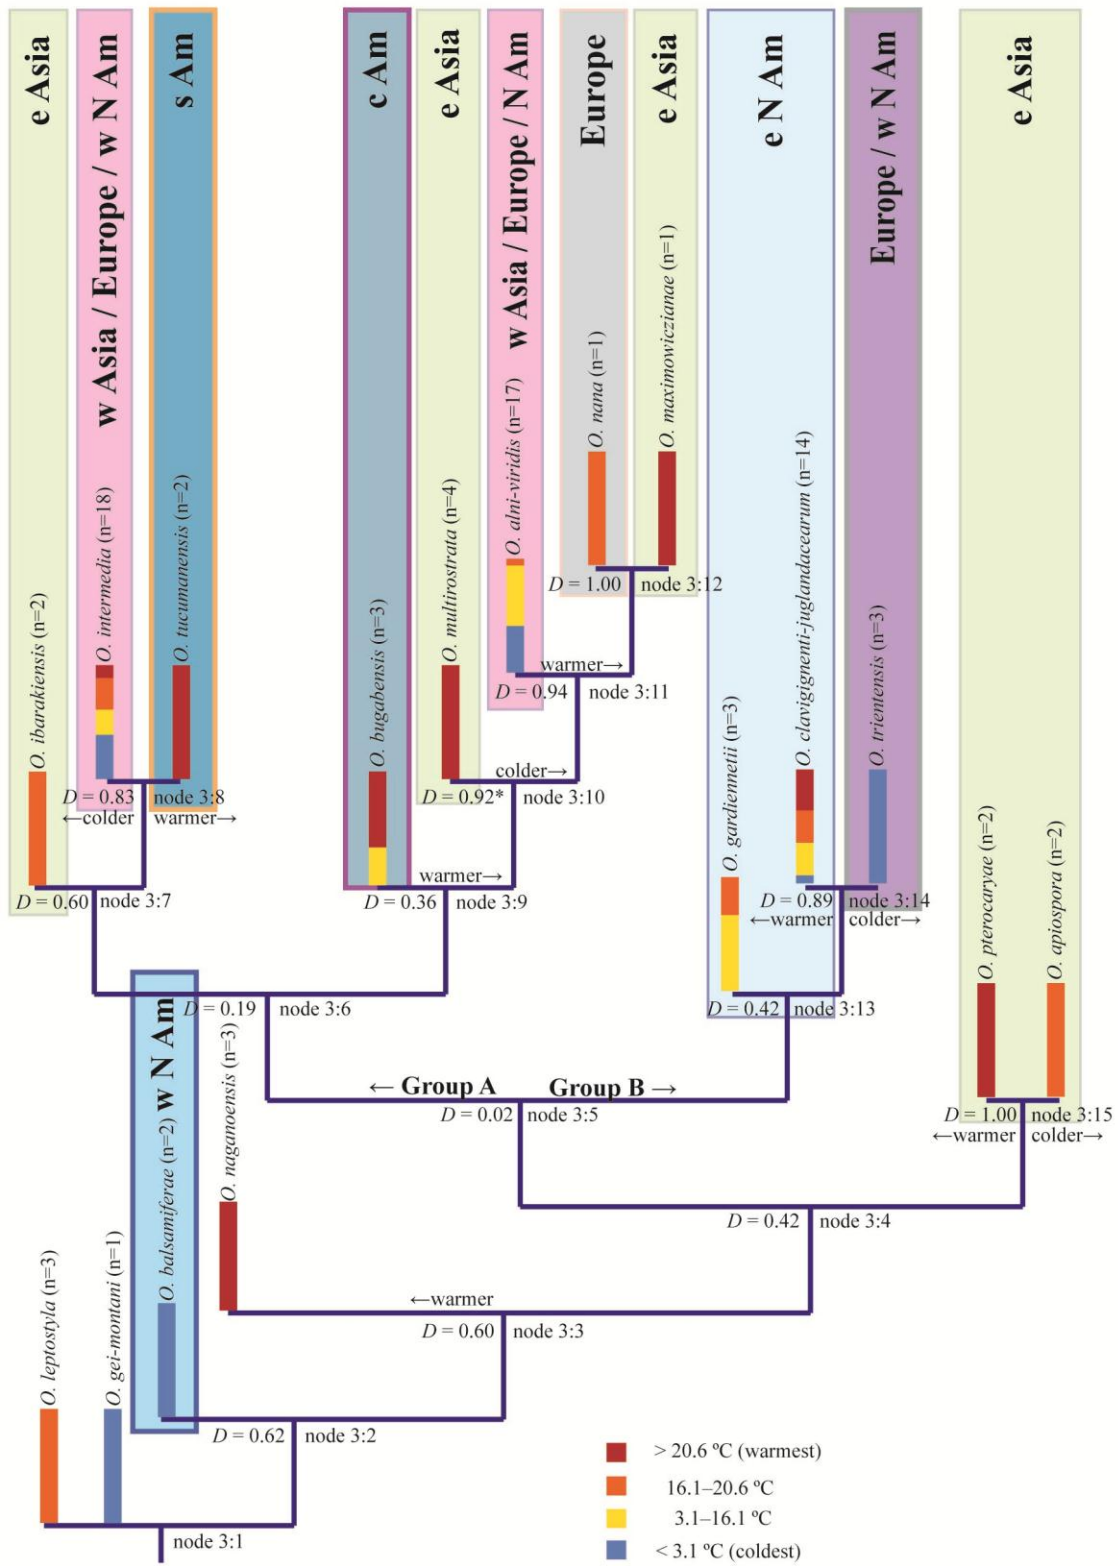 e Asia
w Asia / Europe / w N Am
s Am
c Am
e Asia
w Asia / Europe / N Am
Europe
e Asia
e N Am
Europe / w N Am
e Asia
O. ibarakiensis (n=2)
O. intermedia (n=18)
O. tucumanensis (n=2)
O. bugabensis (n=3)
O. multirostrata (n=4)
O. alni-viridis (n=17)
O. nana (n=1)
O. maximowiczianae (n=1)
O. gardiennetii (n=3)
O. clavigignenti-juglandacearum (n=14)
O. trientensis (n=3)
O. pterocaryae (n=2)
O. apiospora (n=2)
D = 1.00 node 3:12
warmer→
D = 0.94 node 3:11
colder→
D = 0.83 node 3:8
←colder warmer→
D = 0.92* node 3:10
warmer→
D = 0.60 node 3:7
D = 0.36 node 3:9
D = 0.89 node 3:14
←warmer colder→
w N Am
D = 0.19 node 3:6
D = 0.42 node 3:13
← Group A Group B →
D = 0.02 node 3:5
D = 1.00 node 3:15
←warmer colder→
O. balsamiferae (n=2)
O. naganoensis (n=3)
D = 0.42 node 3:4
O. leptostyla (n=3)
O. gei-montani (n=1)
←warmer
D = 0.60 node 3:3
D = 0.62 node 3:2
node 3:1
> 20.6 ºC (warmest)
16.1–20.6 ºC
3.1–16.1 ºC
< 3.1 ºC (coldest)